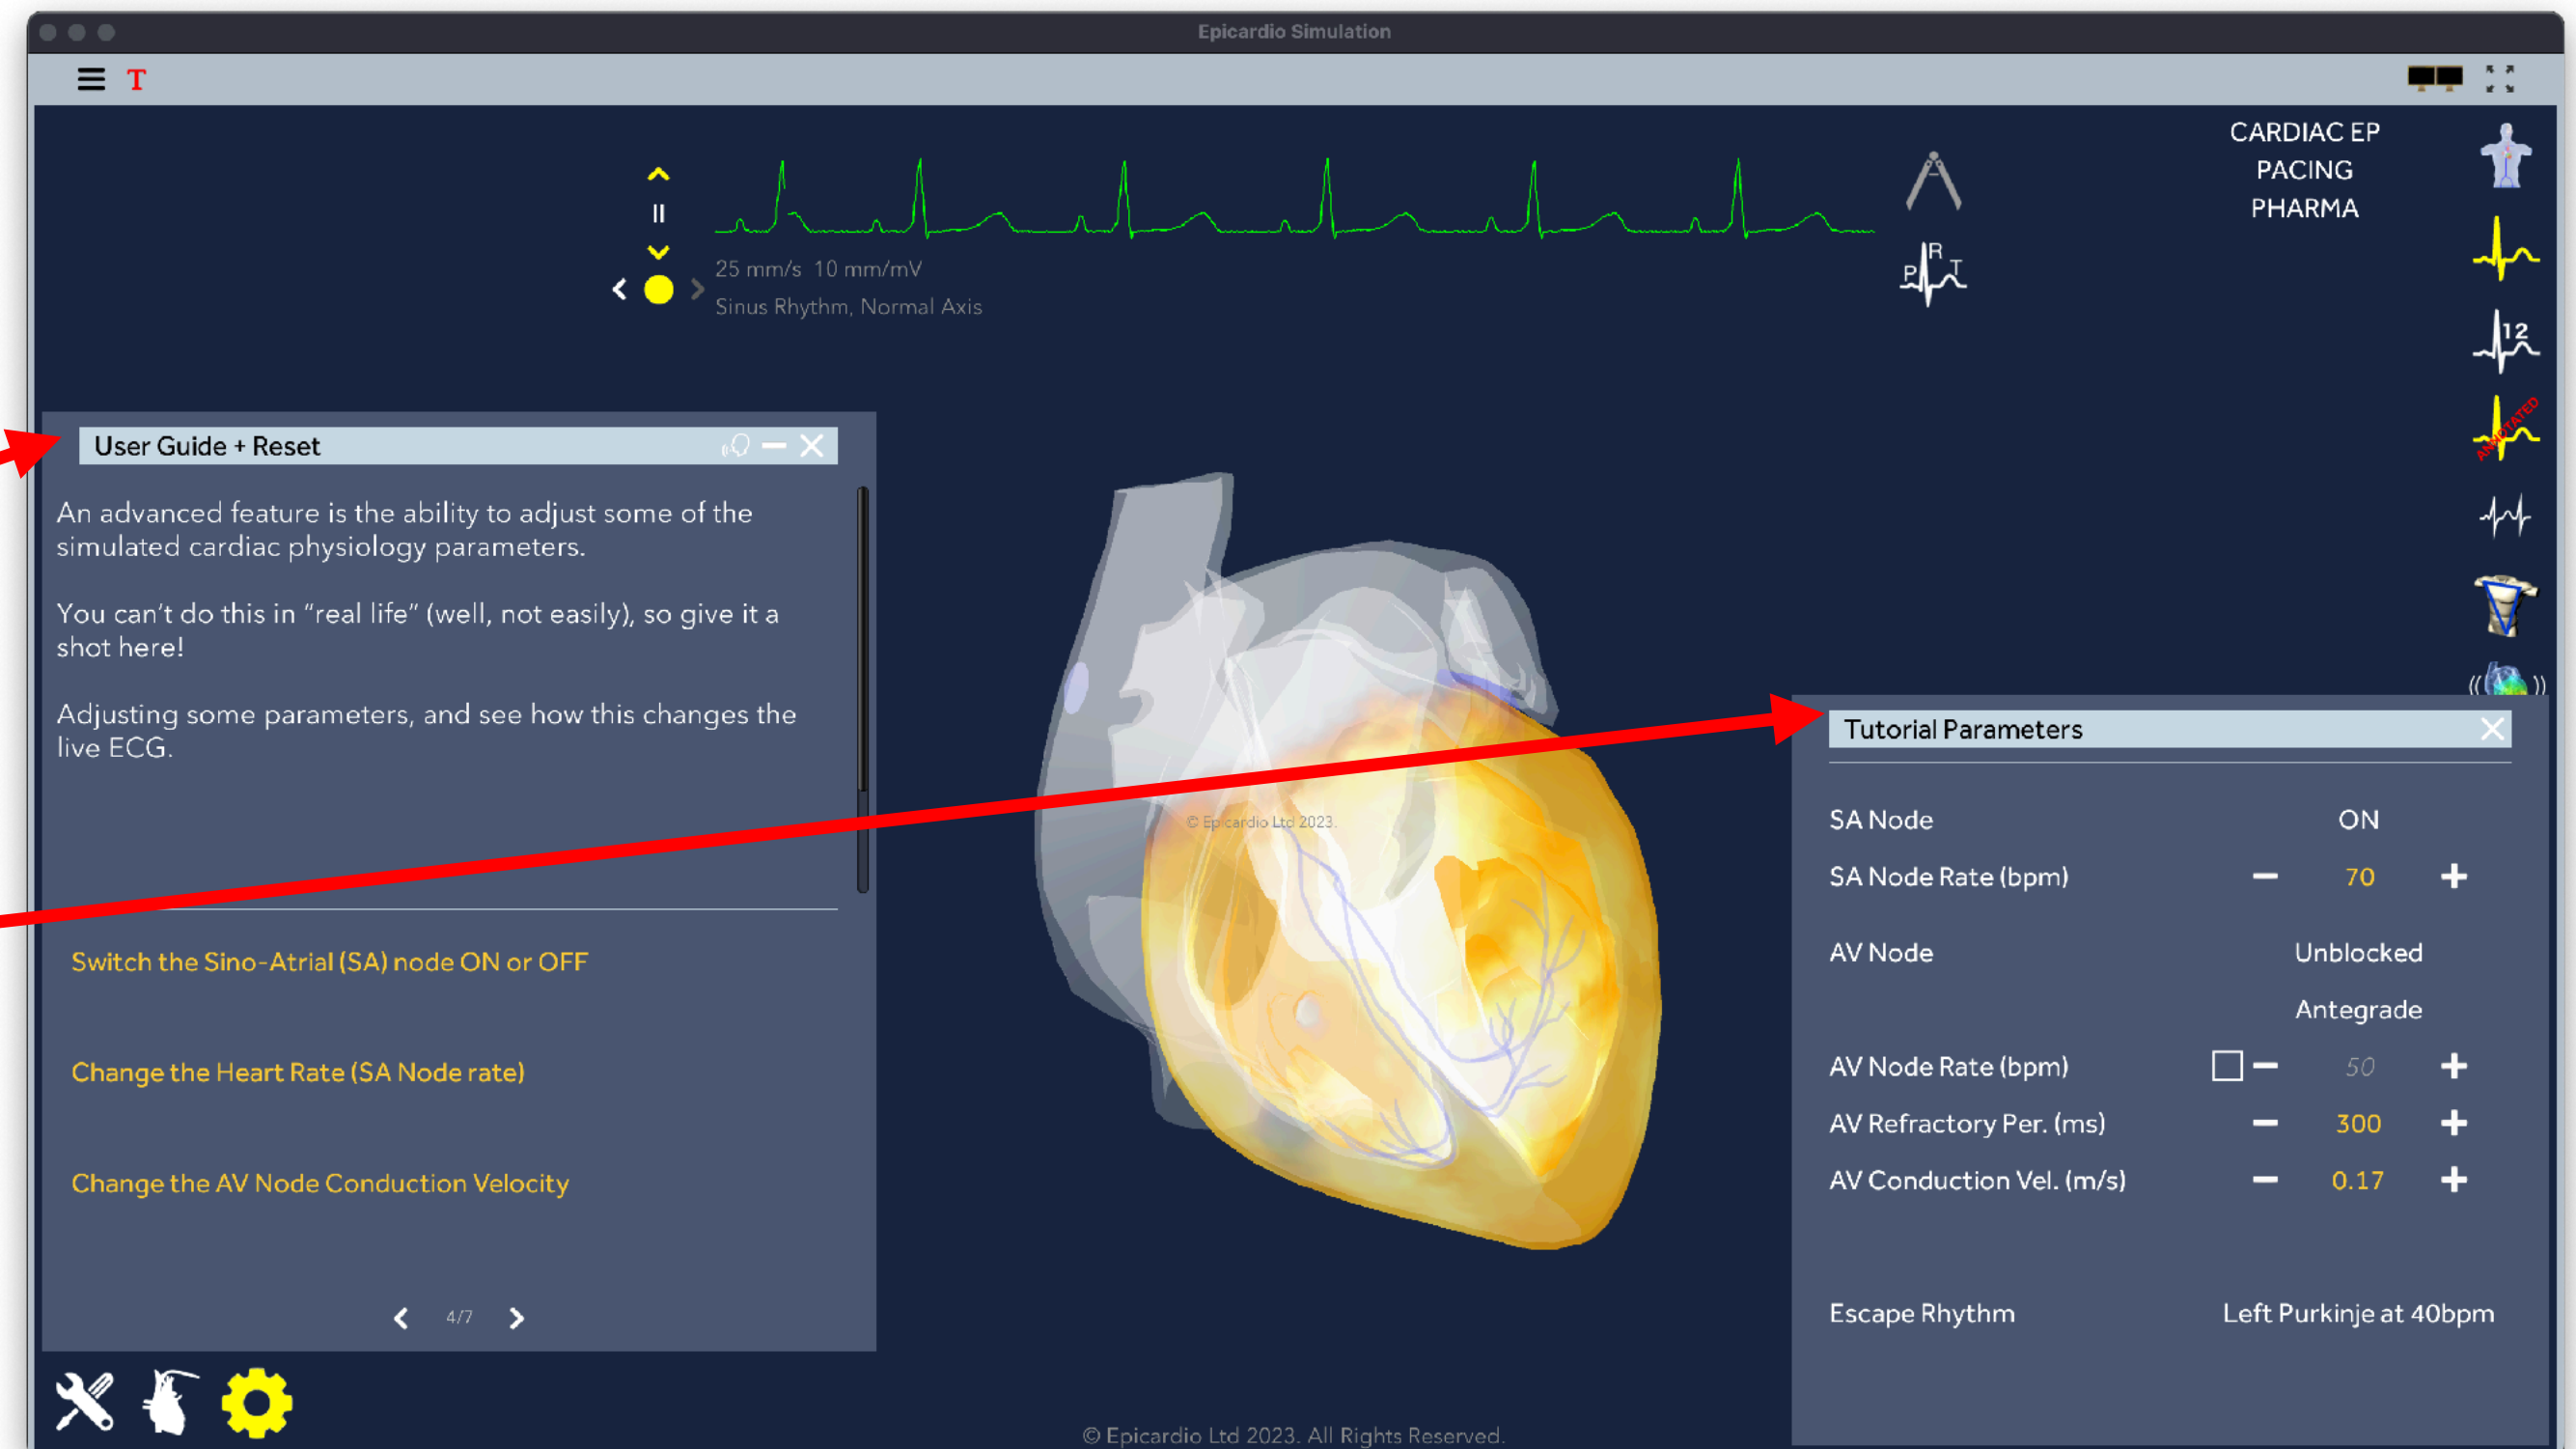 Epicardio Simulation
T
CARDIAC EP
PACING
PHARMA
II
25 mm/s 10 mm/mV
Sinus Rhythm, Normal Axis
P R T
12
ANNOTATED
User Guide + Reset
An advanced feature is the ability to adjust some of the
simulated cardiac physiology parameters.
You can't do this in “real life” (well, not easily), so give it a
shot here!
Adjusting some parameters, and see how this changes the
live ECG.
Switch the Sino-Atrial (SA) node ON or OFF
Change the Heart Rate (SA Node rate)
Change the AV Node Conduction Velocity
4/7
© Epicardio Ltd 2023.
Tutorial Parameters
SA Node ON
SA Node Rate (bpm) 70
AV Node Unblocked
Antegrade
AV Node Rate (bpm) 50
AV Refractory Per. (ms) 300
AV Conduction Vel. (m/s) 0.17
Escape Rhythm Left Purkinje at 40bpm
© Epicardio Ltd 2023. All Rights Reserved.